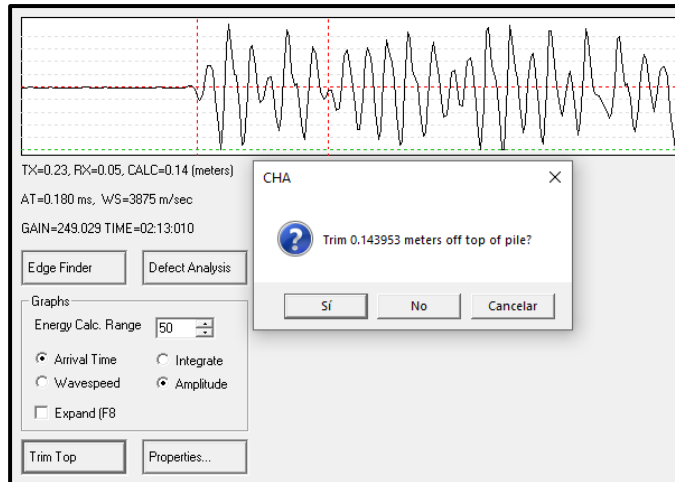 TX=0.23, RX=0.05, CALC=0.14 (meters)
AT=0.180 ms, WS=3875 m/sec
GAIN=249.029 TIME=02:13:010
Edge Finder
Defect Analysis
Graphs
Energy Calc. Range
50
Arrival Time
Integrate
Wavespeed
Amplitude
Expand (F8
Trim Top
Properties...
CHA
Trim 0.143953 meters off top of pile?
Sí
No
Cancelar